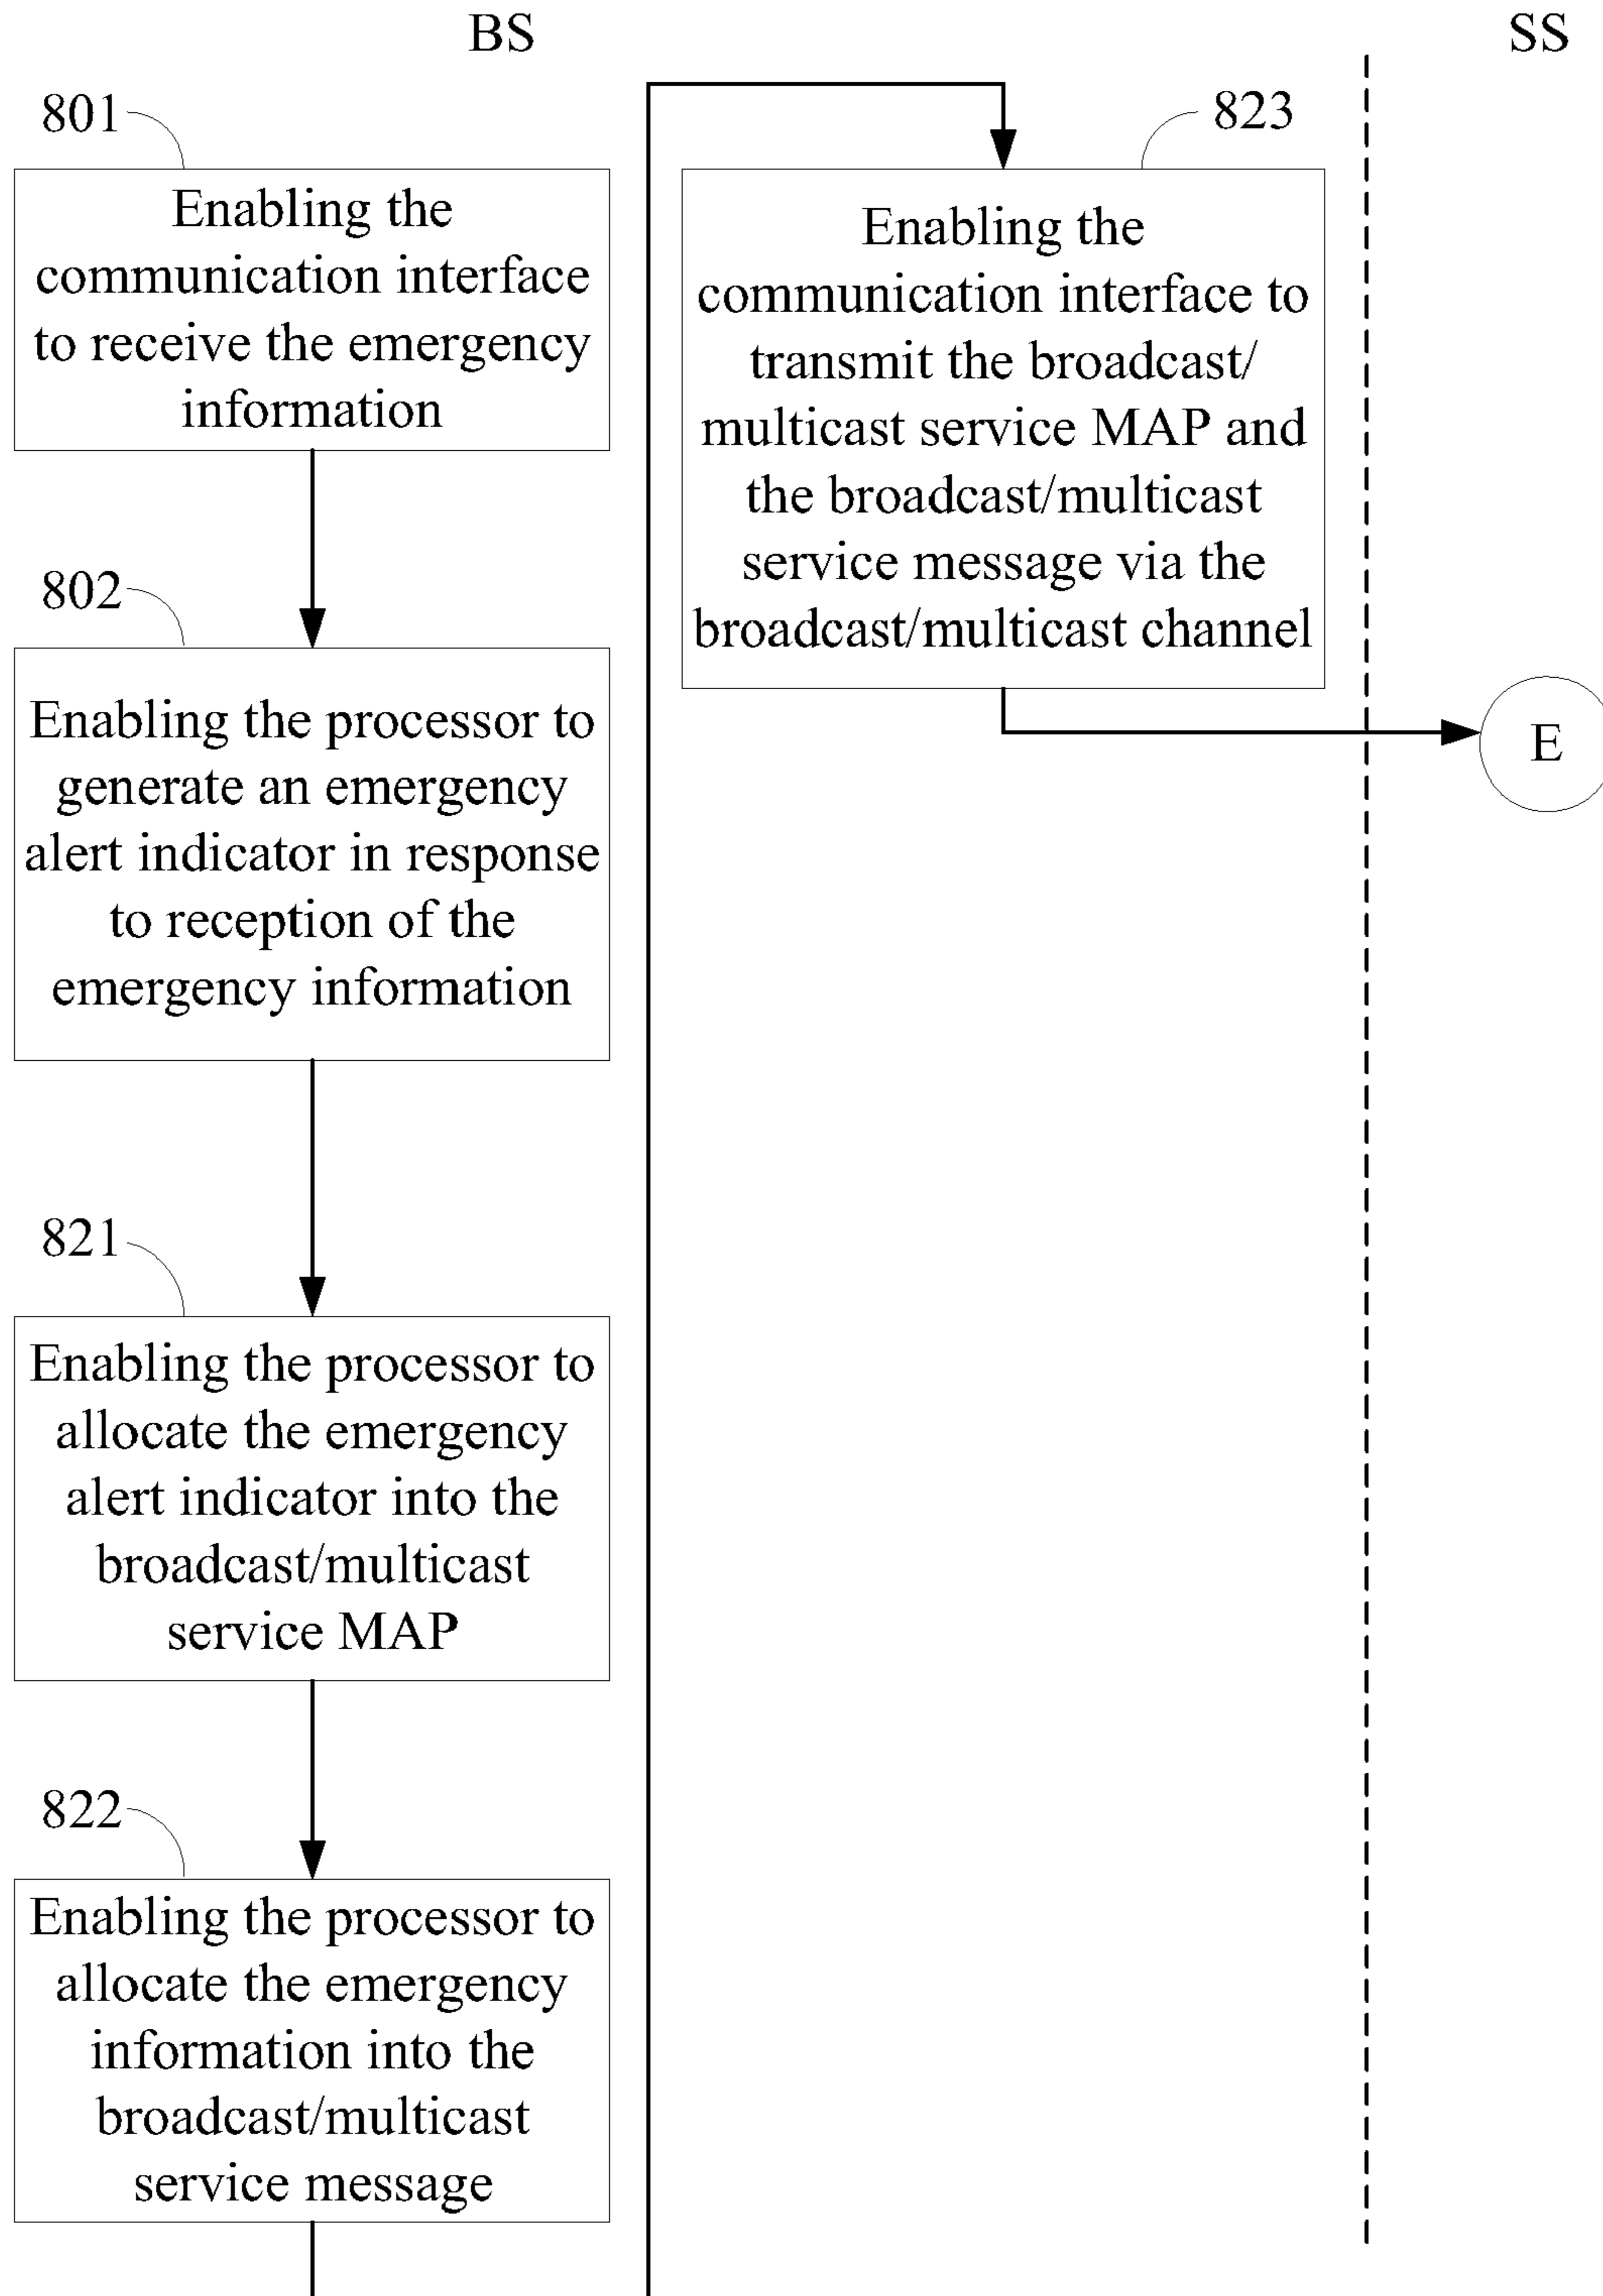 BS
SS
801
Enabling the
communication interface
to receive the emergency
information
802
Enabling the processor to
generate an emergency
alert indicator in response
to reception of the
emergency information
821
Enabling the processor to
allocate the emergency
alert indicator into the
broadcast/multicast
service MAP
822
Enabling the processor to
allocate the emergency
information into the
broadcast/multicast
service message
823
Enabling the
communication interface to
transmit the broadcast/
multicast service MAP and
the broadcast/multicast
service message via the
broadcast/multicast channel
E